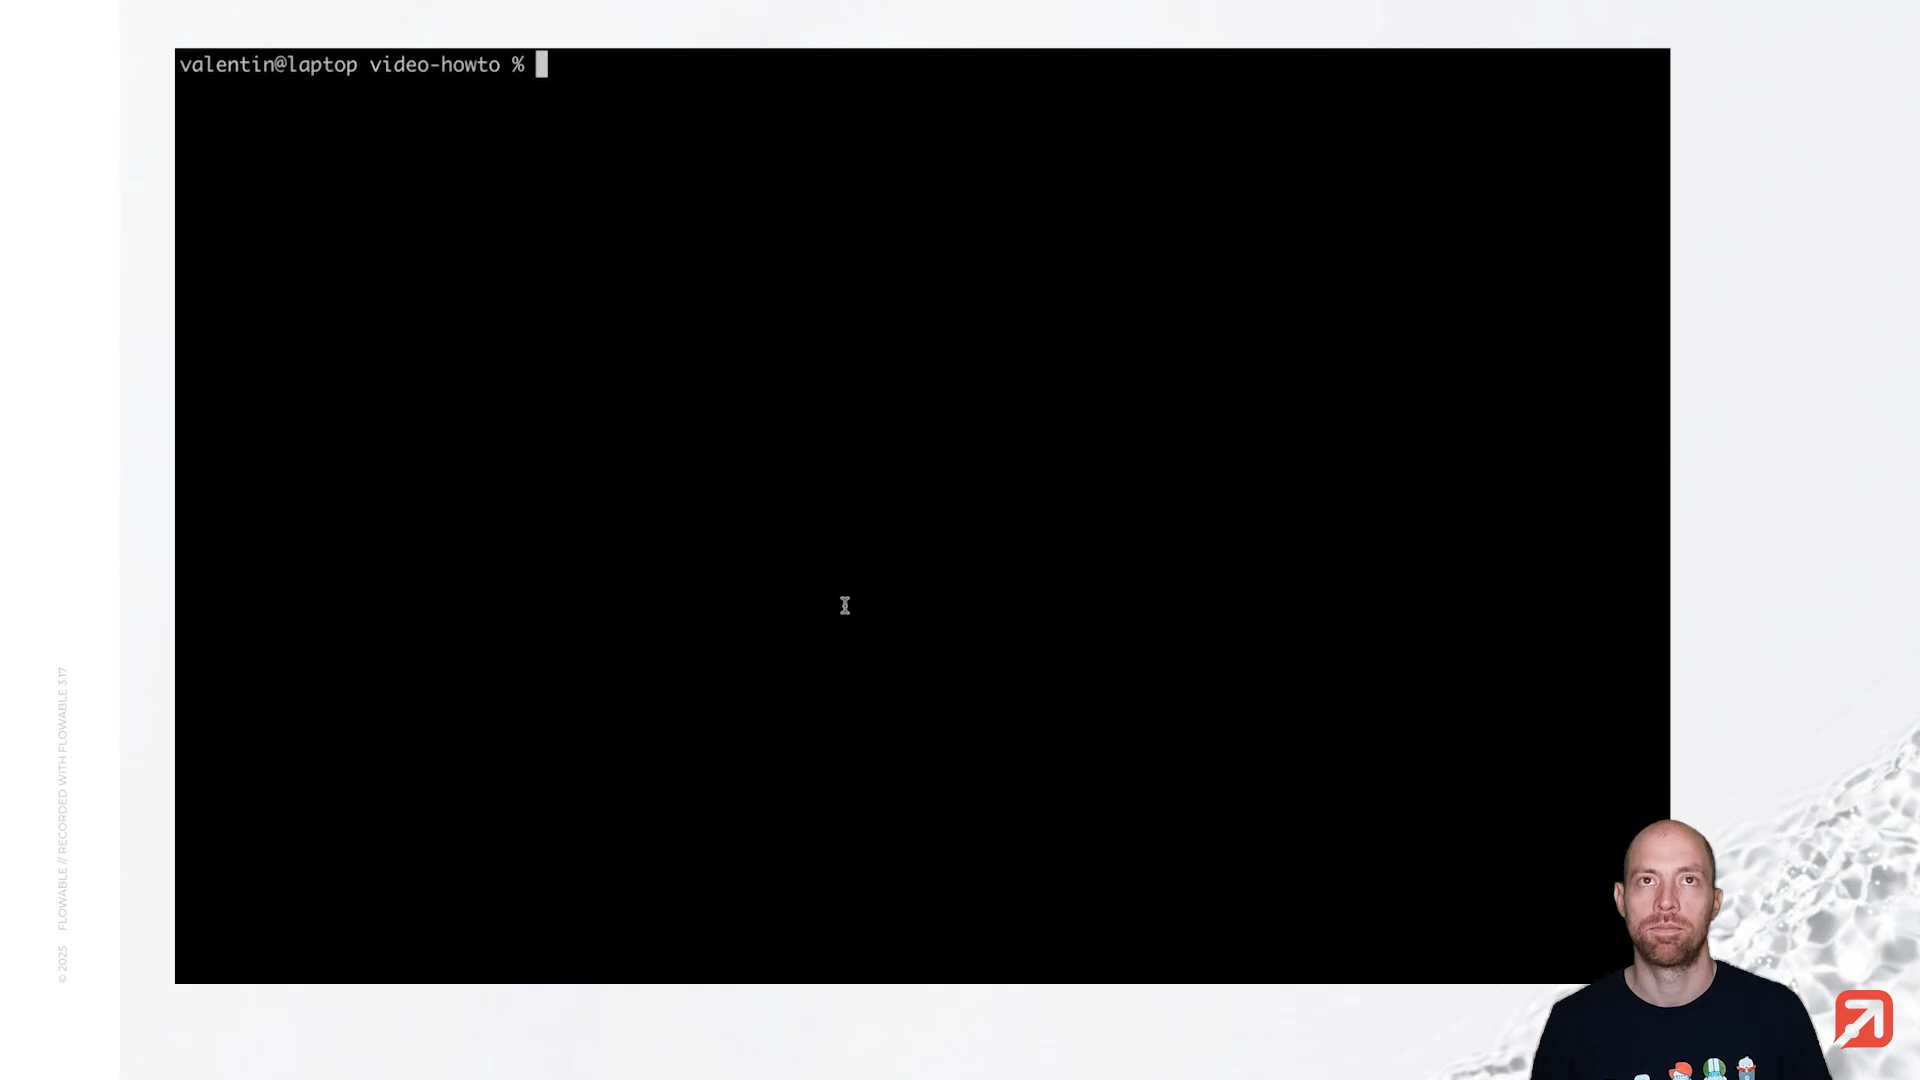 valentin@laptop video-howto %
© 2025 FLOWABLE // RECORDED WITH FLOWABLE 3.17